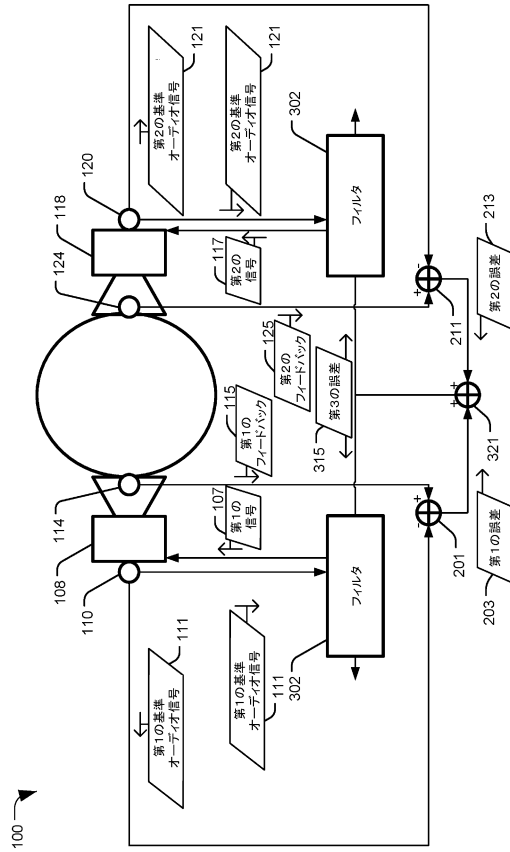 100
第1の基準
オーディオ信号
111
第1の基準
オーディオ信号
111
110
108
114
107
第1の
信号
115
第1の
フィードバック
302
フィルタ
201
-
+
203
第1の誤差
第2の基準
オーディオ信号
121
第2の基準
オーディオ信号
121
120
118
124
117
第2の
信号
125
第2の
フィードバック
315
第3の誤差
302
フィルタ
211
+
-
213
第2の誤差
321
+
+